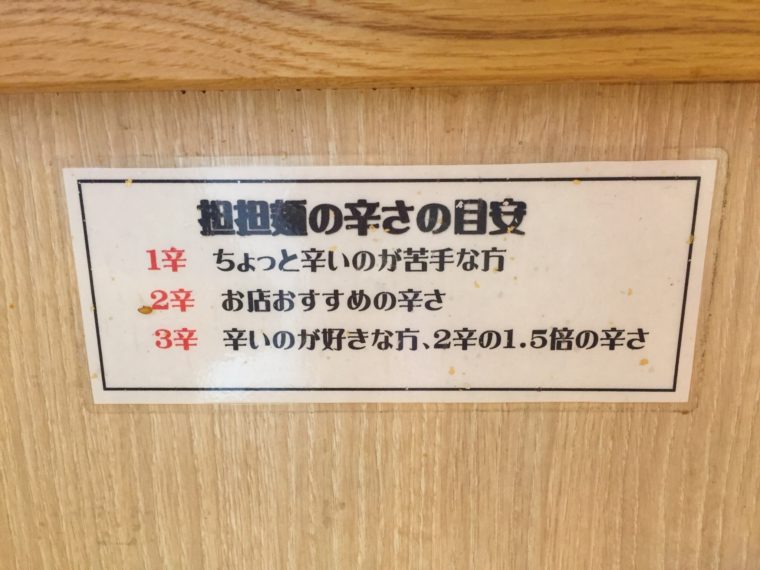 担担麺の辛さの目安
1辛 ちょっと辛いのが苦手な方
2辛 お店おすすめの辛さ
3辛 辛いのが好きな方、2辛の1.5倍の辛さ